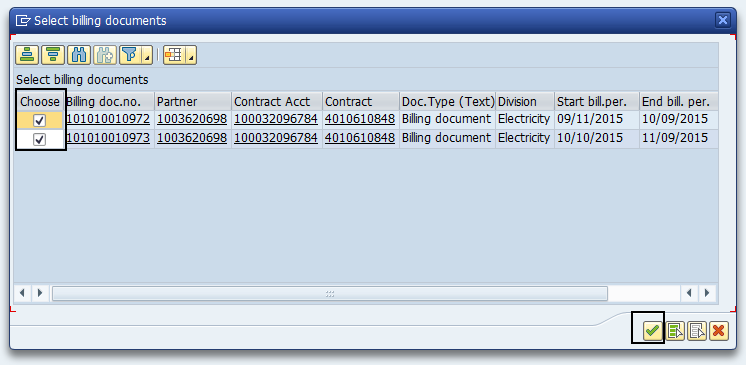 Select billing documents
Select billing documents
Choose Billing doc.no. Partner Contract Acct Contract Doc.Type (Text) Division Start bill.per. End bill. per.
101010010972 1003620698 100032096784 4010610848 Billing document Electricity 09/11/2015 10/09/2015
101010010973 1003620698 100032096784 4010610848 Billing document Electricity 10/10/2015 11/09/2015